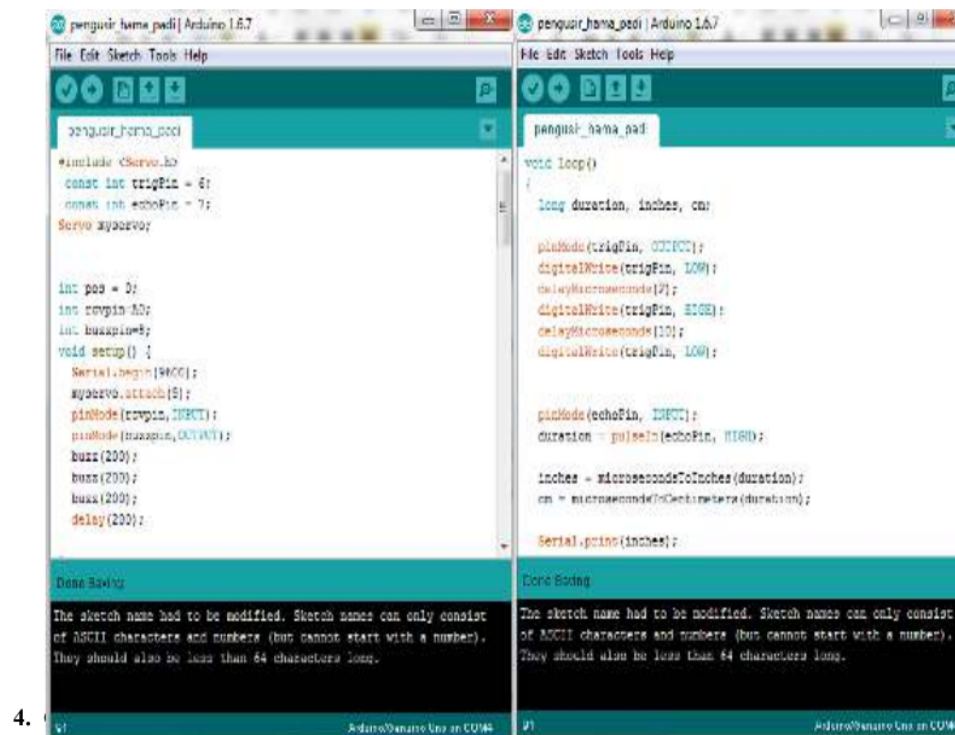 pengusir_hama_padi | Arduino 1.6.7
File Edit Sketch Tools Help
pengusir_hama_padi
#include <Servo.h>
const int trigPin = 6;
const int echoPin = 7;
Servo myservo;
int pos = 0;
int rcvpin=A0;
int buzzpin=8;
void setup() {
Serial.begin(9600);
myservo.attach(9);
pinMode(rcvpin,INPUT);
pinMode(buzzpin,OUTPUT);
buzz(200);
buzz(200);
buzz(200);
delay(200);
Done Saving.
The sketch name had to be modified. Sketch names can only consist
of ASCII characters and numbers (but cannot start with a number).
They should also be less than 64 characters long.
Arduino/Genuino Uno on COM4
pengusir_hama_padi | Arduino 1.6.7
File Edit Sketch Tools Help
pengusir_hama_padi
void loop()
{
long duration, inches, cm;
pinMode(trigPin, OUTPUT);
digitalWrite(trigPin, LOW);
delayMicroseconds(2);
digitalWrite(trigPin, HIGH);
delayMicroseconds(10);
digitalWrite(trigPin, LOW);
pinMode(echoPin, INPUT);
duration = pulseIn(echoPin, HIGH);
inches = microsecondsToInches(duration);
cm = microsecondsToCentimeters(duration);
Serial.print(inches);
Done Saving.
The sketch name had to be modified. Sketch names can only consist
of ASCII characters and numbers (but cannot start with a number).
They should also be less than 64 characters long.
Arduino/Genuino Uno on COM4
4.